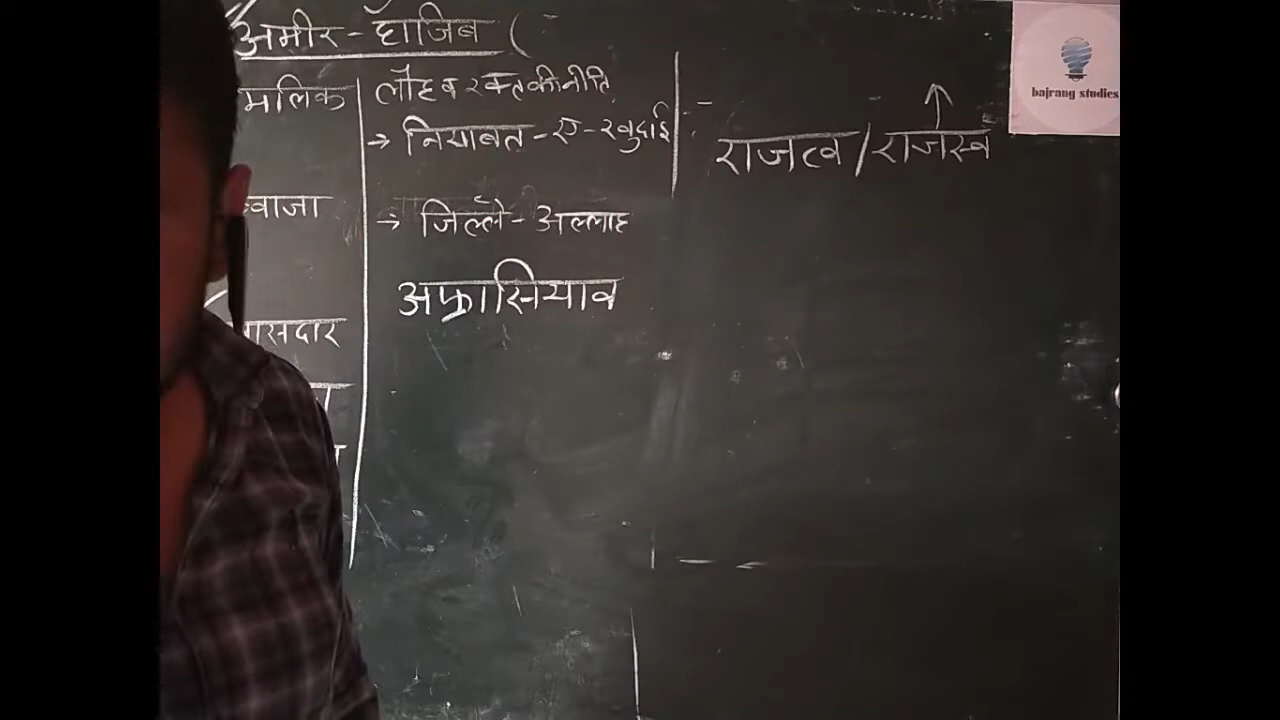 अमीर - हाजिब (
मलिक
वाजा
ासदार
लौह व रक्त की नीति
→ नियाबत - ए - खुदाई
→ जिल्ले - अल्लाह
अफ्रासियाव
राजत्व / राजस्व
bajrang studies